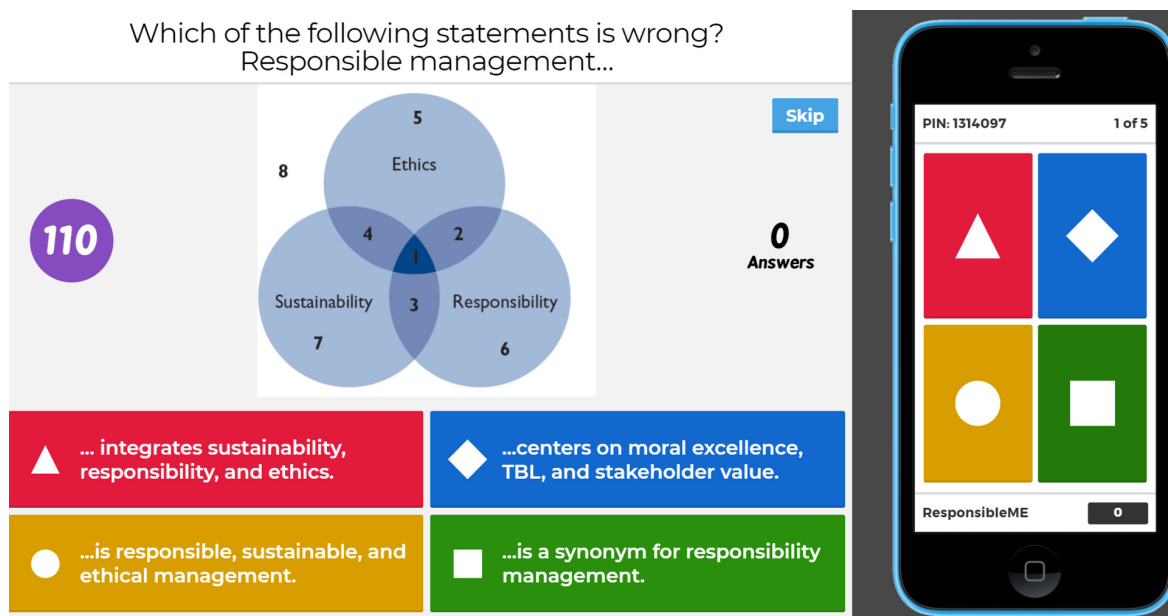 Which of the following statements is wrong?
Responsible management...
Skip
110
0
Answers
5
Ethics
8
4
2
1
Sustainability
3
Responsibility
7
6
... integrates sustainability,
responsibility, and ethics.
...centers on moral excellence,
TBL, and stakeholder value.
...is responsible, sustainable, and
ethical management.
...is a synonym for responsibility
management.
PIN: 1314097
1 of 5
ResponsibleME
0